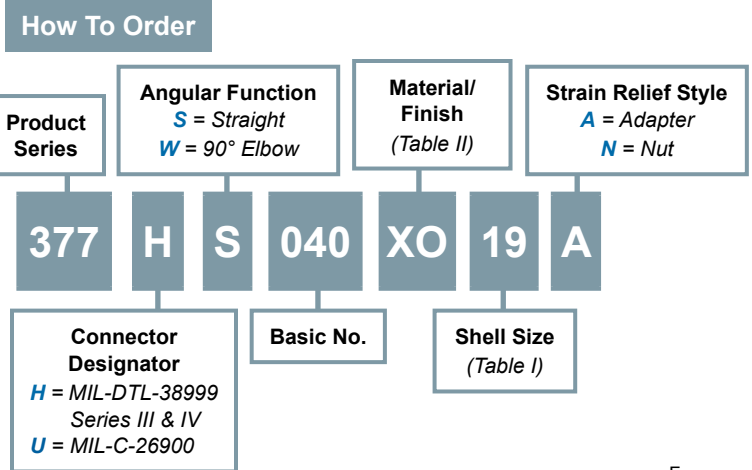 How To Order
Product
Series
Angular Function
S = Straight
W = 90° Elbow
Material/
Finish
(Table II)
Strain Relief Style
A = Adapter
N = Nut
377 H S 040 XO 19 A
Connector
Designator
H = MIL-DTL-38999
Series III & IV
U = MIL-C-26900
Basic No.
Shell Size
(Table I)